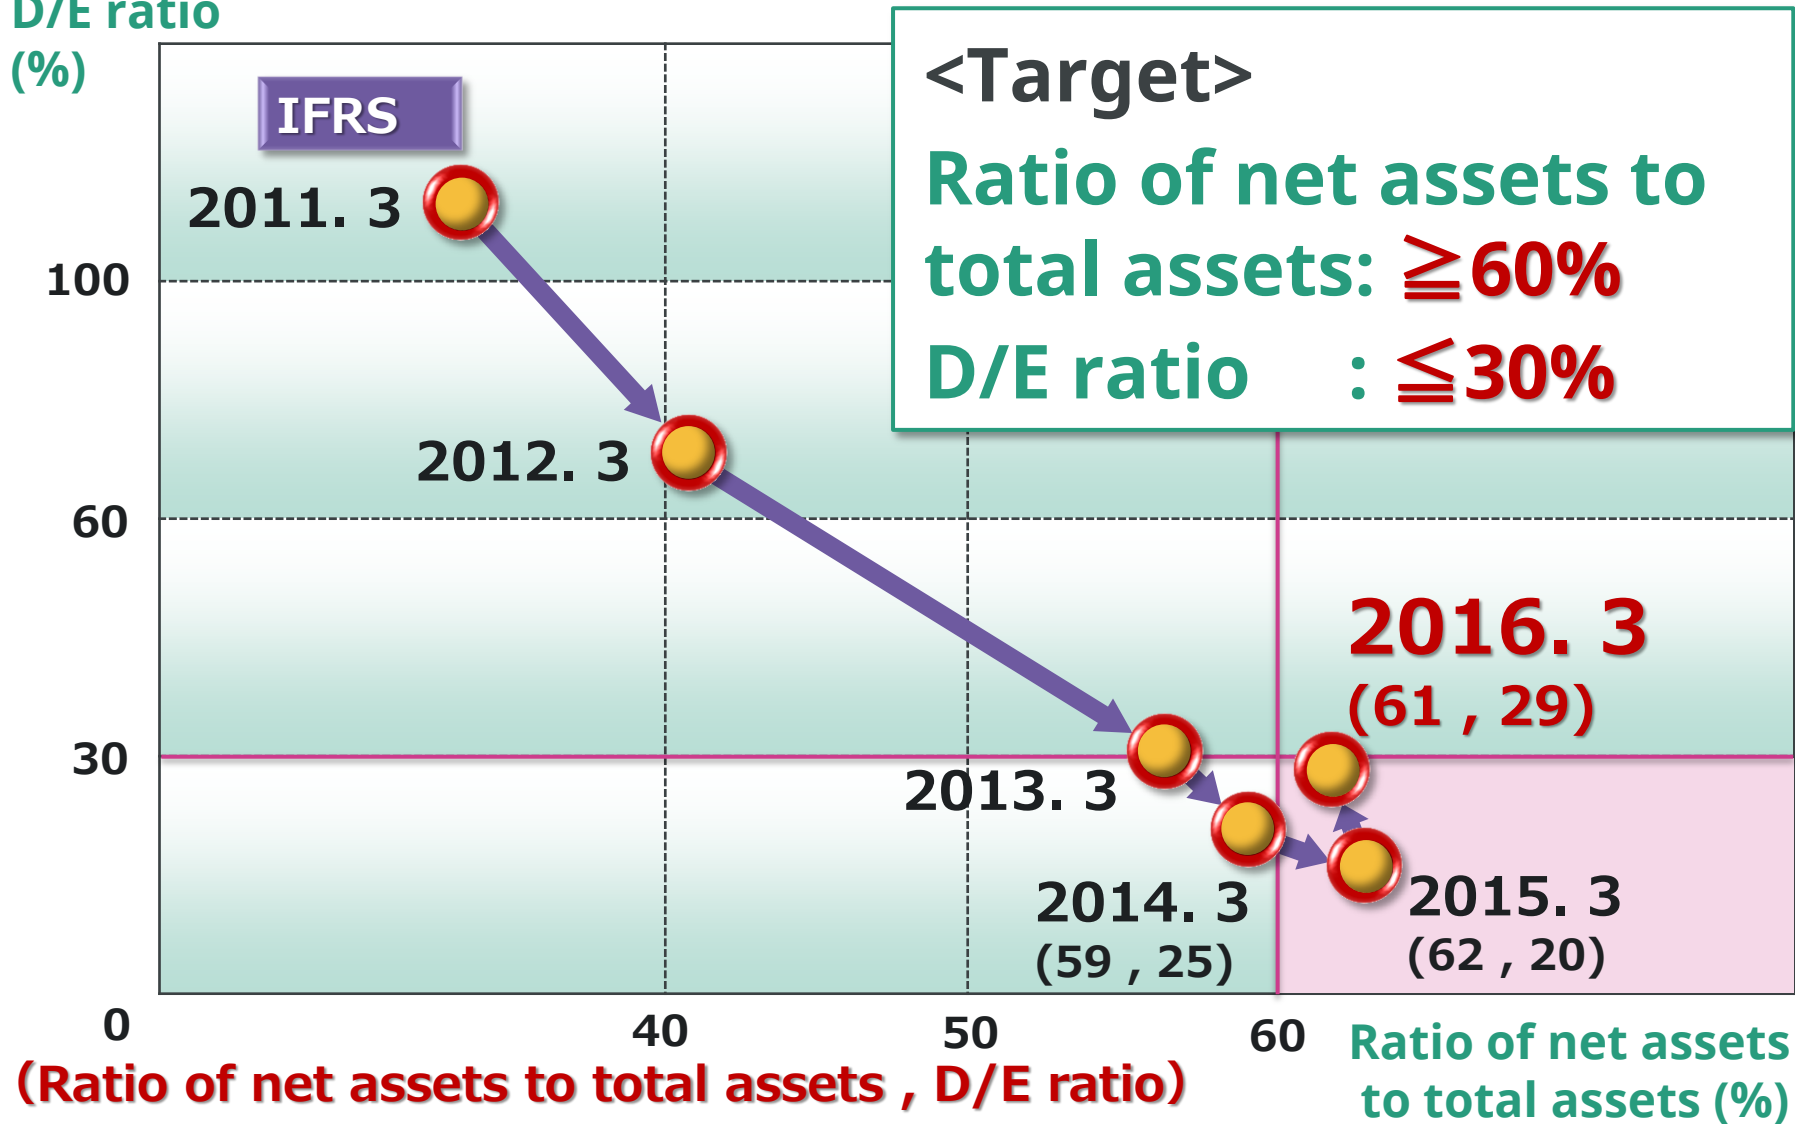 D/E ratio
(%)
IFRS
<Target>
Ratio of net assets to
total assets: ≧60%
D/E ratio : ≦30%
2011. 3
100
2012. 3
60
2016. 3
(61 , 29)
30
2013. 3
2014. 3
(59 , 25)
2015. 3
(62 , 20)
0
40
50
60
Ratio of net assets
to total assets (%)
（Ratio of net assets to total assets , D/E ratio）